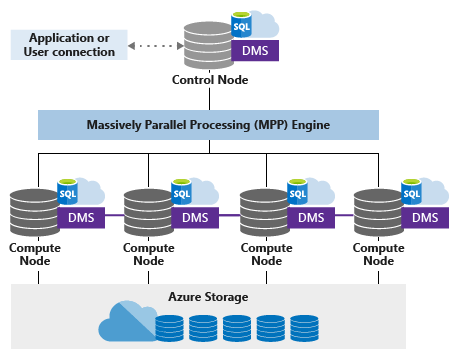 Application or
User connection
SQL
DMS
Control Node
Massively Parallel Processing (MPP) Engine
SQL
DMS
SQL
DMS
SQL
DMS
SQL
DMS
Compute
Node
Compute
Node
Compute
Node
Compute
Node
Azure Storage